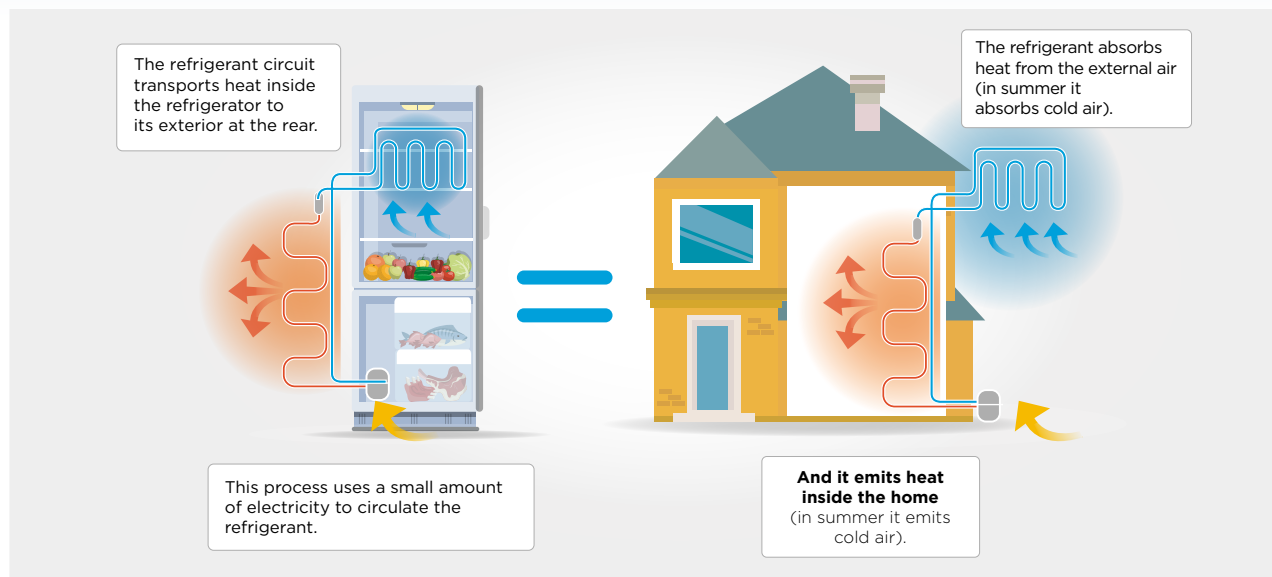 The refrigerant circuit
transports heat inside
the refrigerator to
its exterior at the rear.
The refrigerant absorbs
heat from the external air
(in summer it
absorbs cold air).
This process uses a small amount
of electricity to circulate the
refrigerant.
And it emits heat
inside the home
(in summer it emits
cold air).